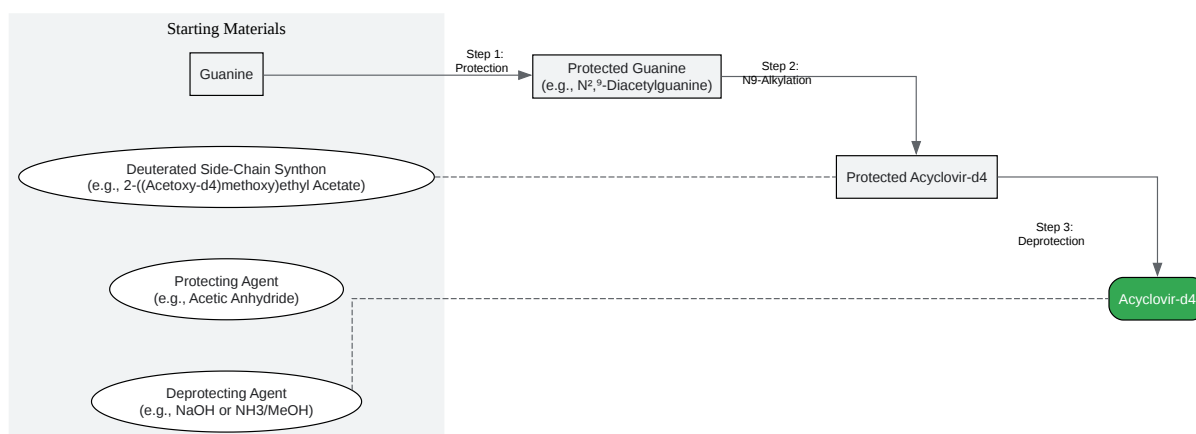 Starting Materials
Guanine
Step 1:
Protection
Protected Guanine
(e.g., N²,⁹-Diacetylguanine)
Step 2:
N9-Alkylation
Deuterated Side-Chain Synthon
(e.g., 2-((Acetoxy-d4)methoxy)ethyl Acetate)
Protected Acyclovir-d4
Step 3:
Deprotection
Protecting Agent
(e.g., Acetic Anhydride)
Acyclovir-d4
Deprotecting Agent
(e.g., NaOH or NH3/MeOH)